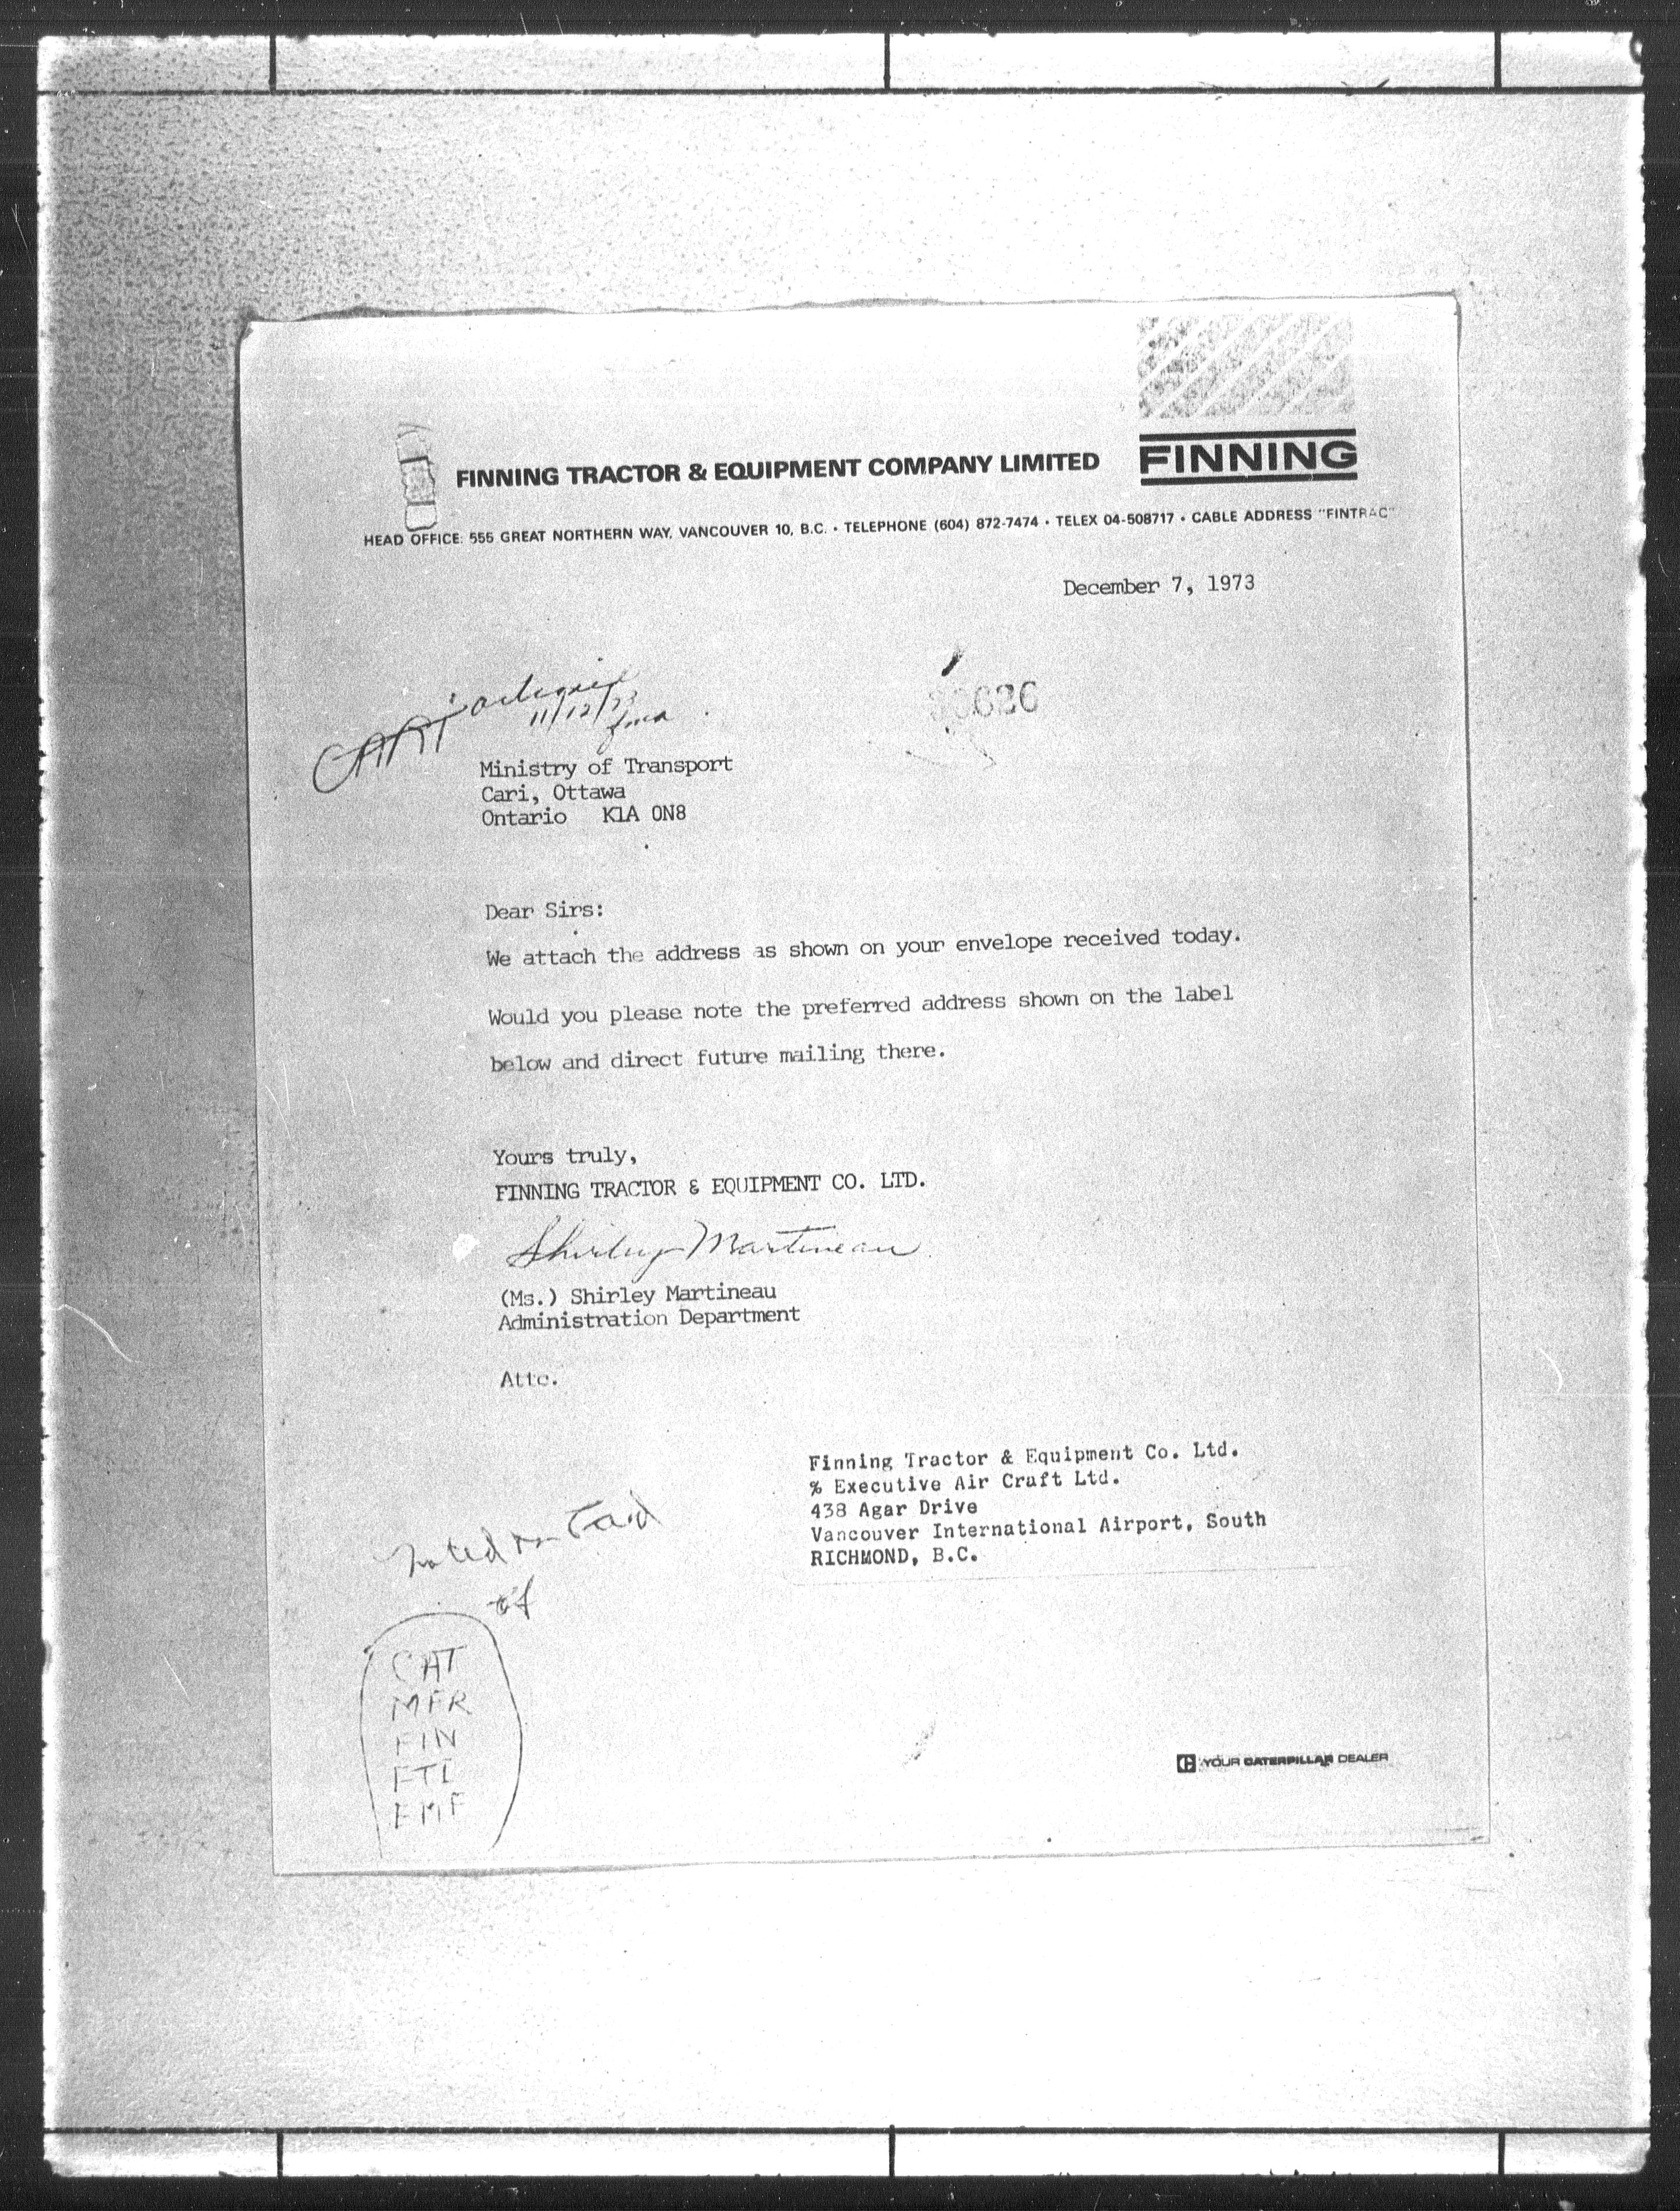 FINNING TRACTOR & EQUIPMENT COMPANY LIMITED
FINNING
HEAD OFFICE: 555 GREAT NORTHERN WAY, VANCOUVER 10, B.C. • TELEPHONE (604) 872-7474 • TELEX 04-508717 • CABLE ADDRESS "FINTRAC"
December 7, 1973
11/12/73
Ministry of Transport
Cari, Ottawa
Ontario K1A 0N8
Dear Sirs:
We attach the address as shown on your envelope received today.
Would you please note the preferred address shown on the label
below and direct future mailing there.
Yours truly,
FINNING TRACTOR & EQUIPMENT CO. LTD.
Shirley Martineau
(Ms.) Shirley Martineau
Administration Department
Attc.
Finning Tractor & Equipment Co. Ltd.
% Executive Air Craft Ltd.
438 Agar Drive
Vancouver International Airport, South
RICHMOND, B.C.
noted on Card
of
CAT
MFR
FIN
FTL
FMF
YOUR CATERPILLAR DEALER